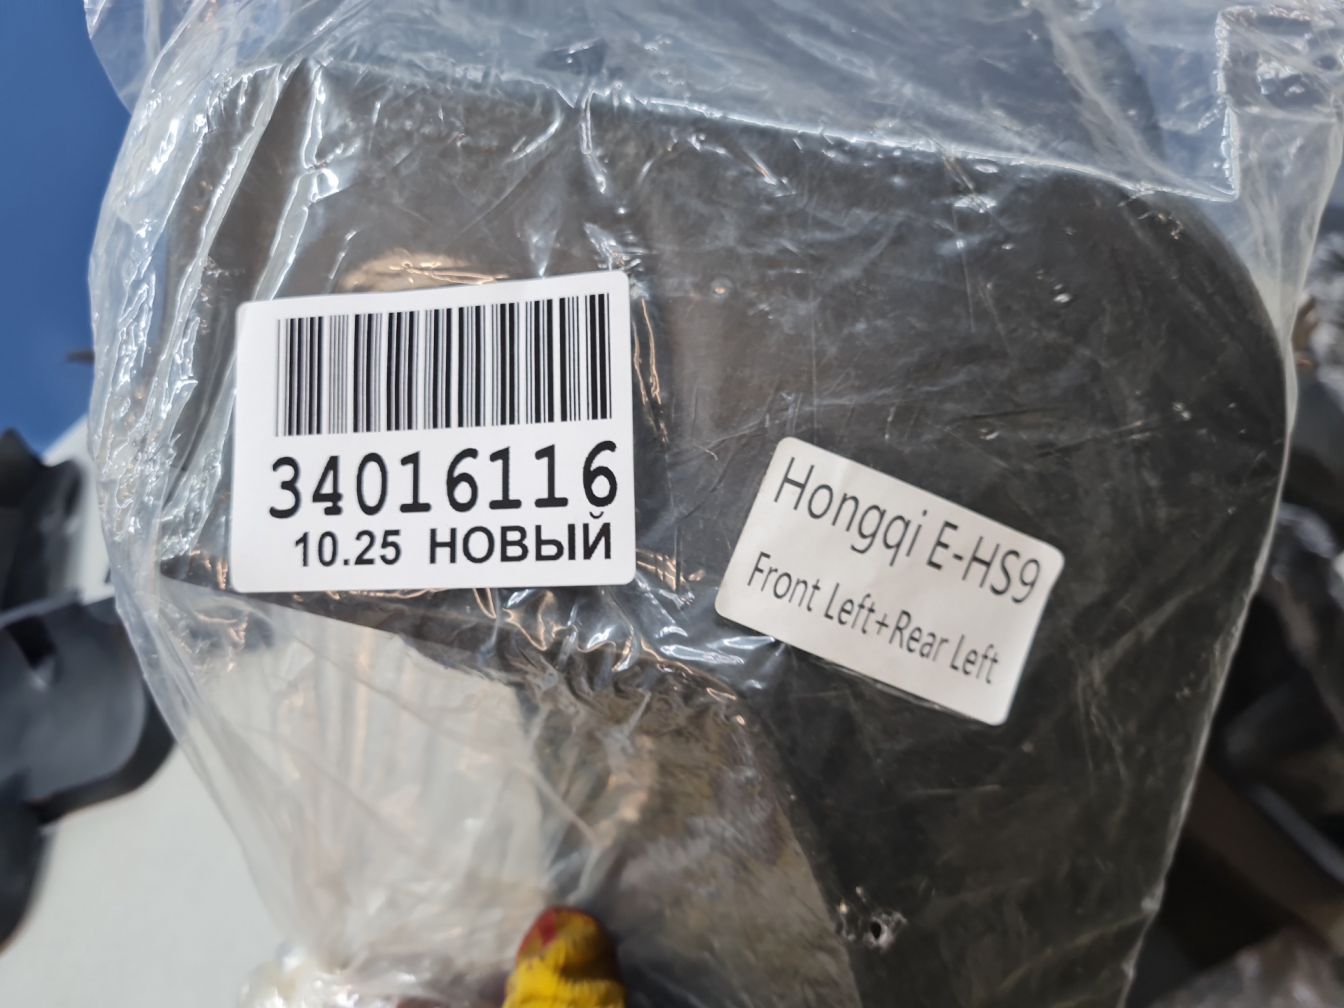 34016116
10.25 НОВЫЙ
Hongqi E-HS9
Front Left+Rear Left